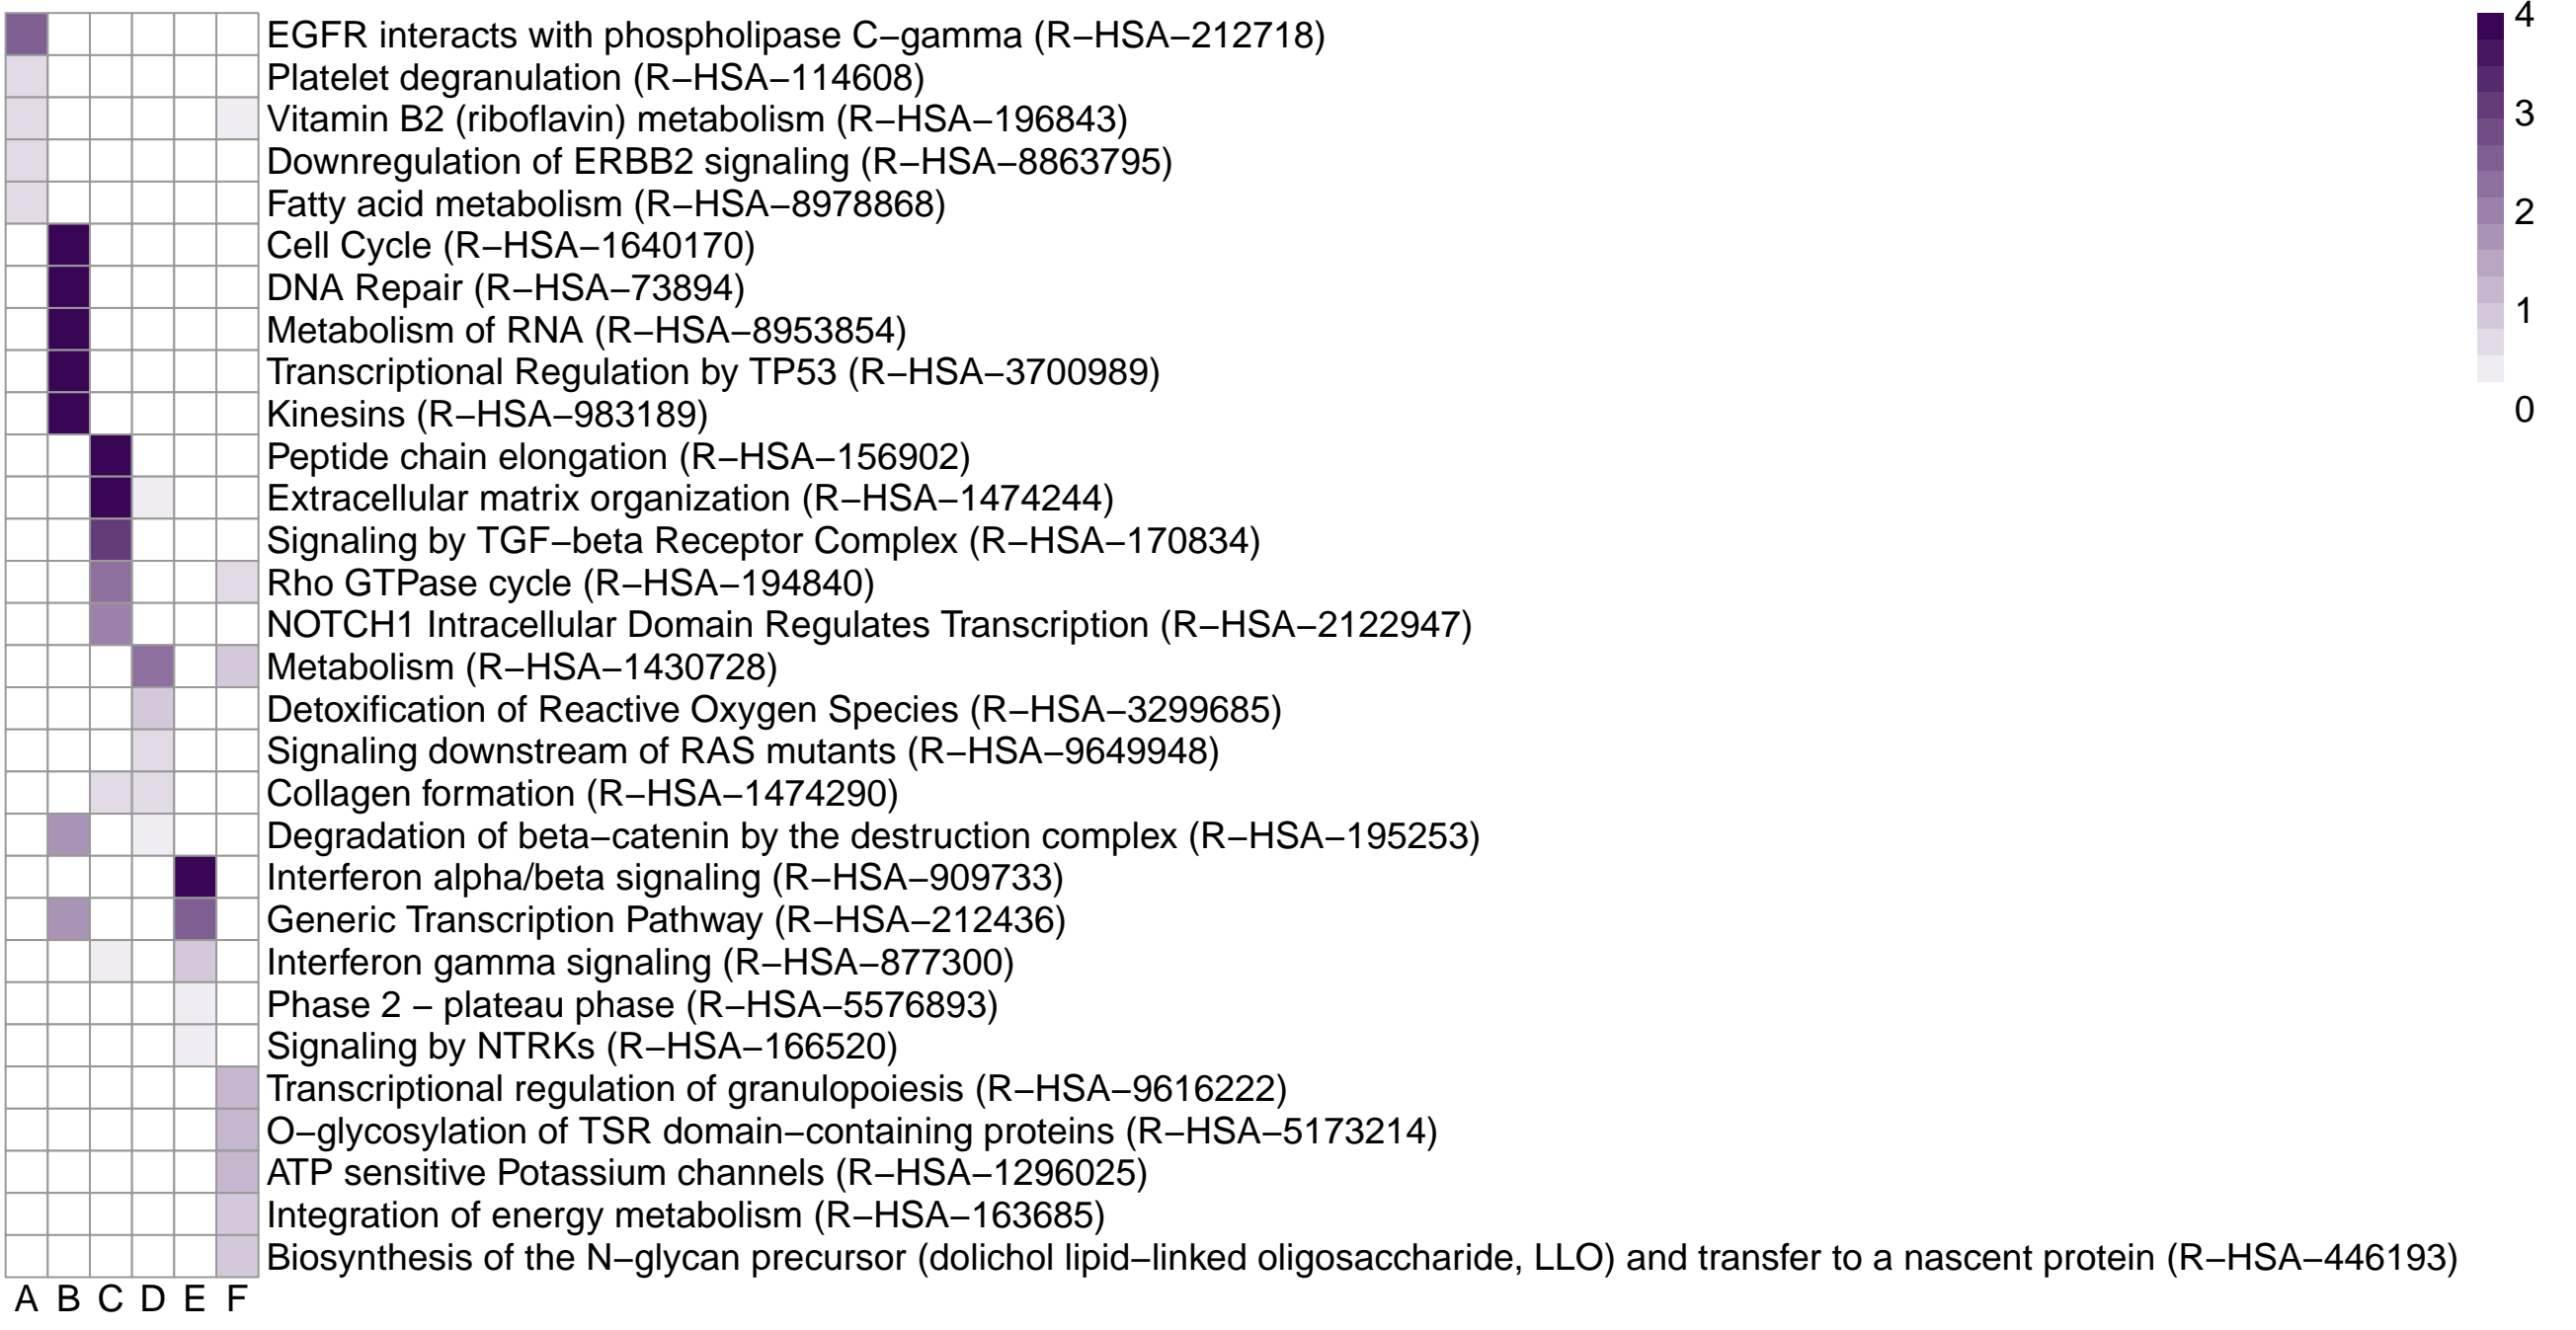 EGFR interacts with phospholipase C−gamma (R−HSA−212718)
Platelet degranulation (R−HSA−114608)
Vitamin B2 (riboflavin) metabolism (R−HSA−196843)
Downregulation of ERBB2 signaling (R−HSA−8863795)
Fatty acid metabolism (R−HSA−8978868)
Cell Cycle (R−HSA−1640170)
DNA Repair (R−HSA−73894)
Metabolism of RNA (R−HSA−8953854)
Transcriptional Regulation by TP53 (R−HSA−3700989)
Kinesins (R−HSA−983189)
Peptide chain elongation (R−HSA−156902)
Extracellular matrix organization (R−HSA−1474244)
Signaling by TGF−beta Receptor Complex (R−HSA−170834)
Rho GTPase cycle (R−HSA−194840)
NOTCH1 Intracellular Domain Regulates Transcription (R−HSA−2122947)
Metabolism (R−HSA−1430728)
Detoxification of Reactive Oxygen Species (R−HSA−3299685)
Signaling downstream of RAS mutants (R−HSA−9649948)
Collagen formation (R−HSA−1474290)
Degradation of beta−catenin by the destruction complex (R−HSA−195253)
Interferon alpha/beta signaling (R−HSA−909733)
Generic Transcription Pathway (R−HSA−212436)
Interferon gamma signaling (R−HSA−877300)
Phase 2 − plateau phase (R−HSA−5576893)
Signaling by NTRKs (R−HSA−166520)
Transcriptional regulation of granulopoiesis (R−HSA−9616222)
O−glycosylation of TSR domain−containing proteins (R−HSA−5173214)
ATP sensitive Potassium channels (R−HSA−1296025)
Integration of energy metabolism (R−HSA−163685)
Biosynthesis of the N−glycan precursor (dolichol lipid−linked oligosaccharide, LLO) and transfer to a nascent protein (R−HSA−446193)
A B C D E F
4
3
2
1
0